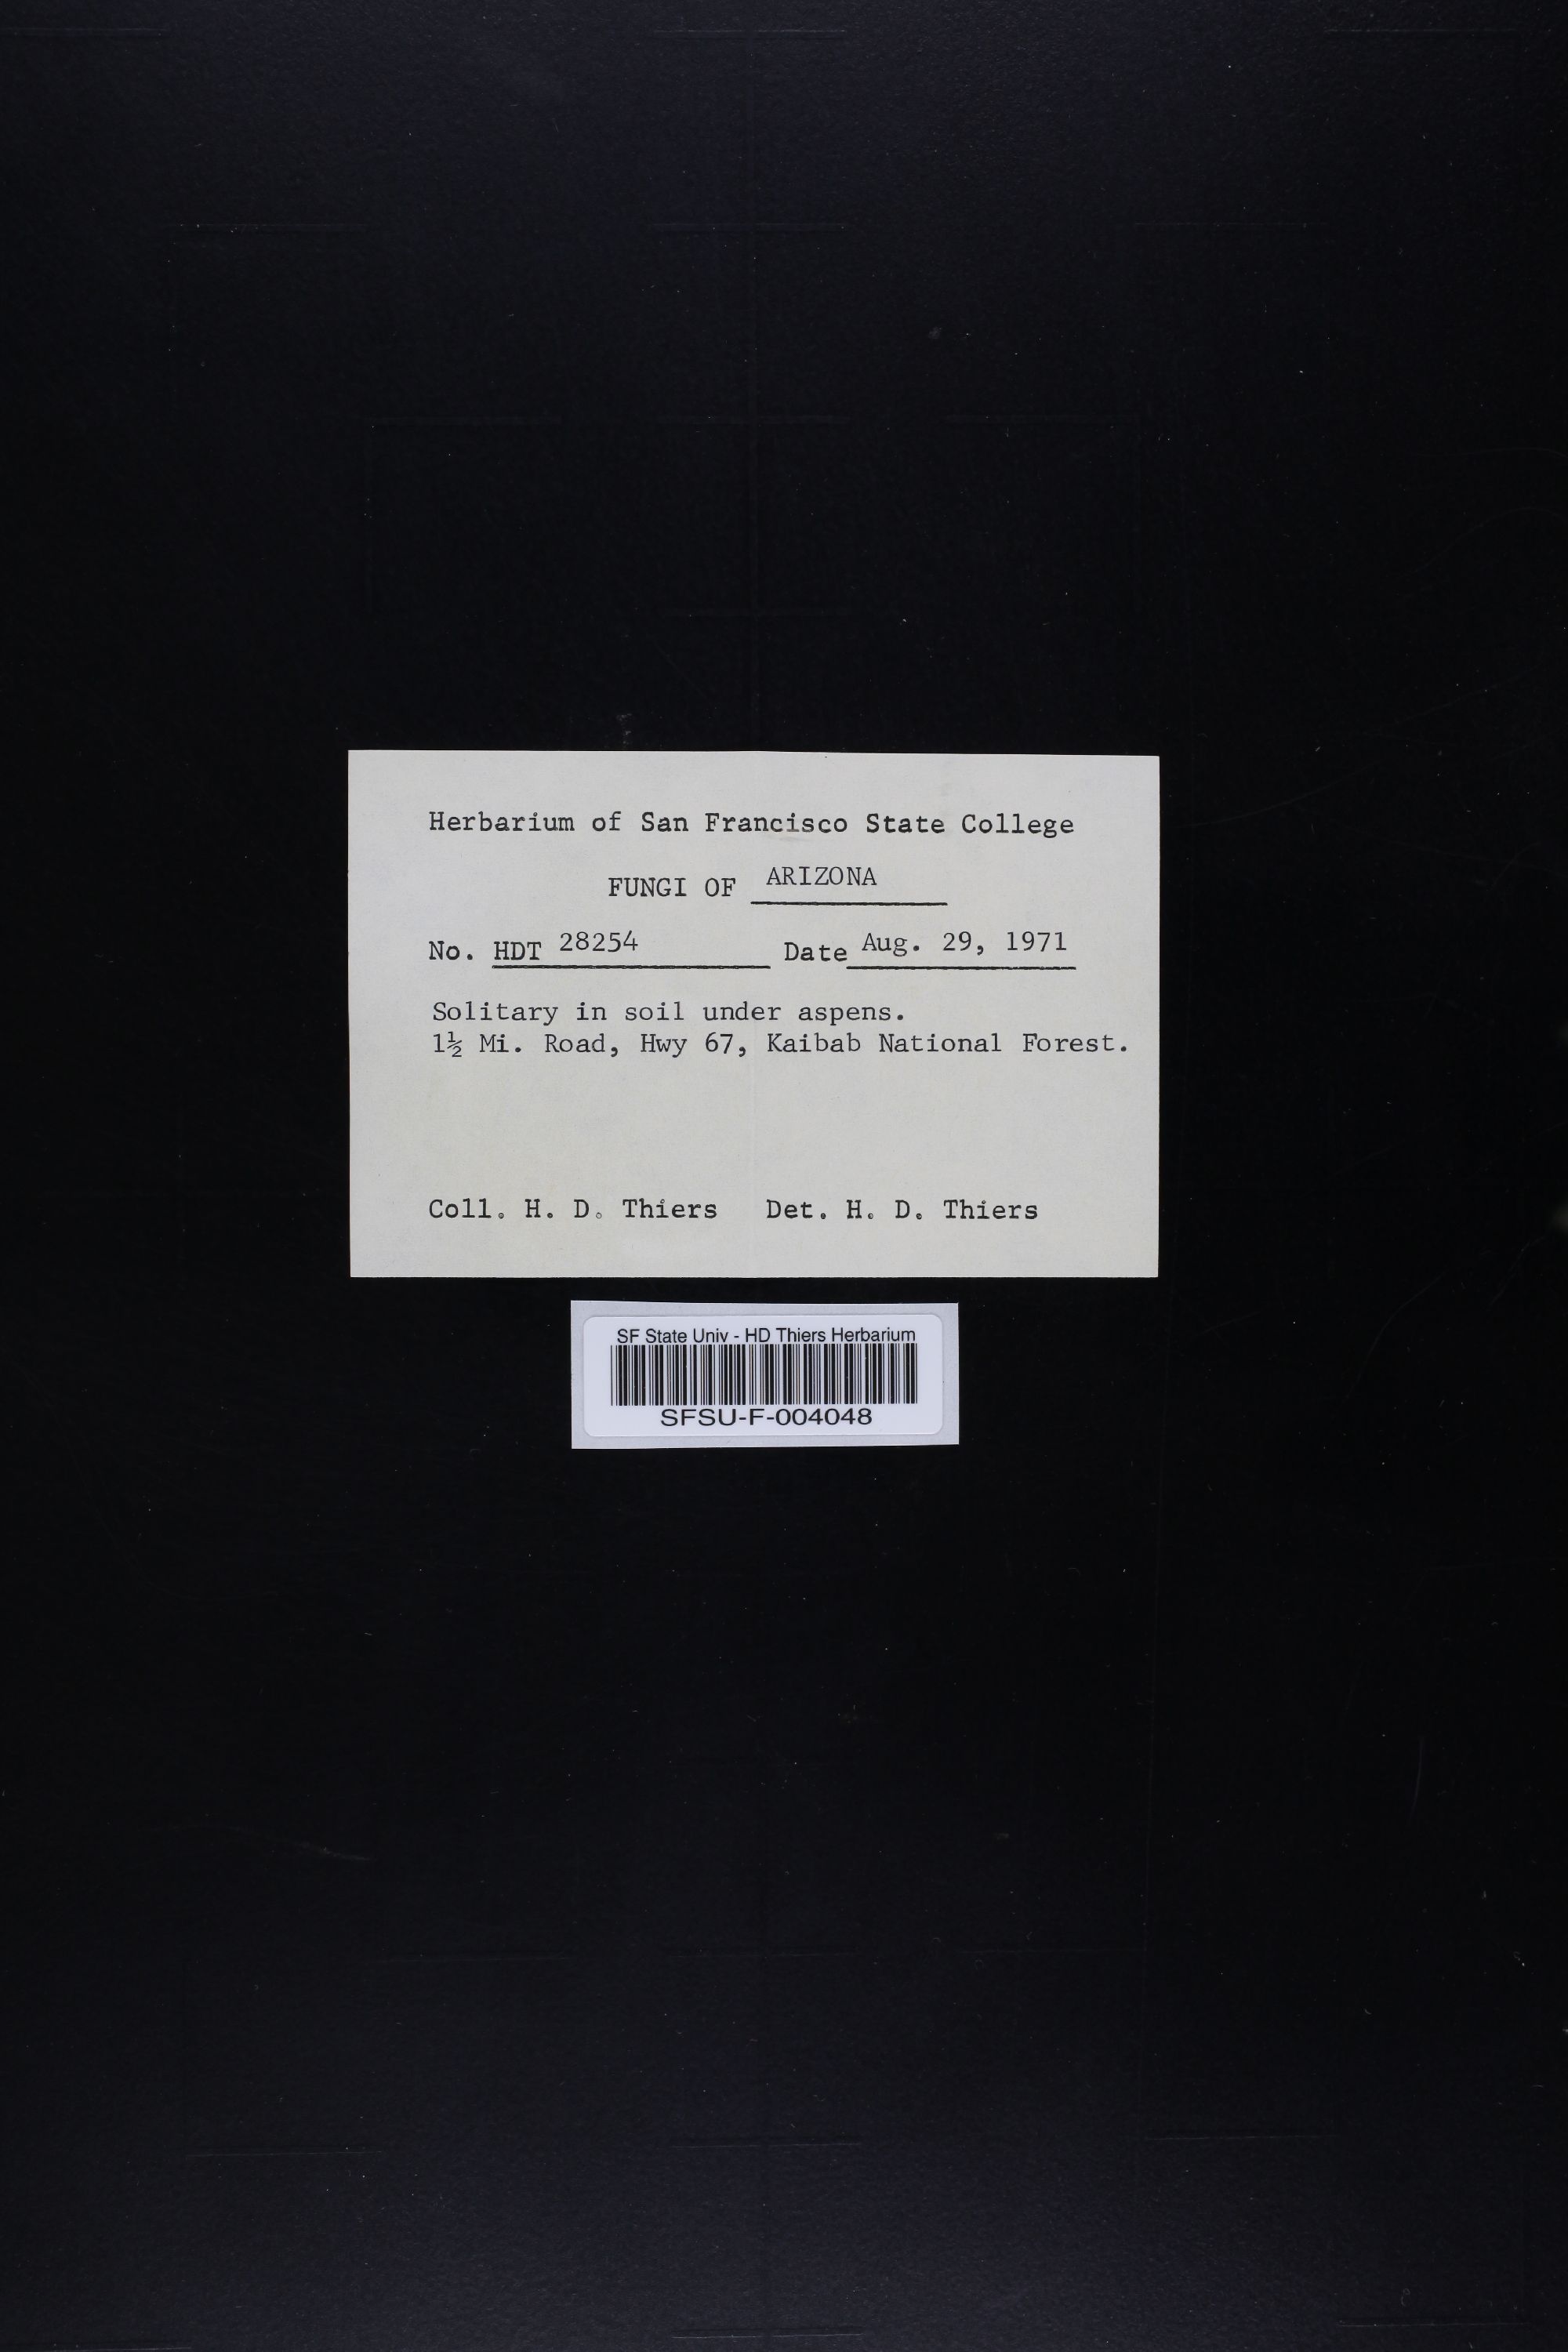 Herbarium of San Francisco State College
FUNGI OF ARIZONA
No. HDT 28254 Date Aug. 29, 1971
Solitary in soil under aspens.
1½ Mi. Road, Hwy 67, Kaibab National Forest.
Coll. H. D. Thiers Det. H. D. Thiers
SF State Univ - HD Thiers Herbarium
SFSU-F-004048